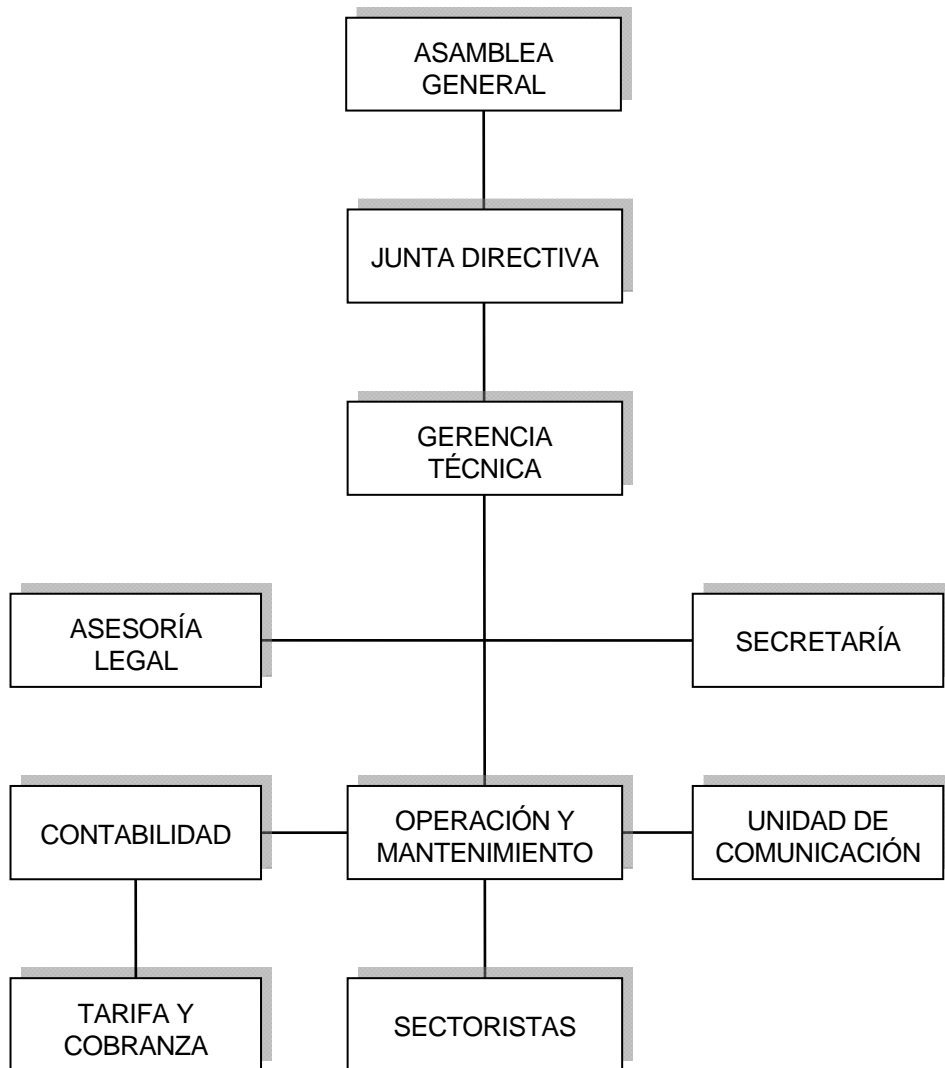 ASAMBLEA
GENERAL
JUNTA DIRECTIVA
GERENCIA
TÉCNICA
ASESORÍA
LEGAL
SECRETARÍA
CONTABILIDAD
OPERACIÓN Y
MANTENIMIENTO
UNIDAD DE
COMUNICACIÓN
TARIFA Y
COBRANZA
SECTORISTAS